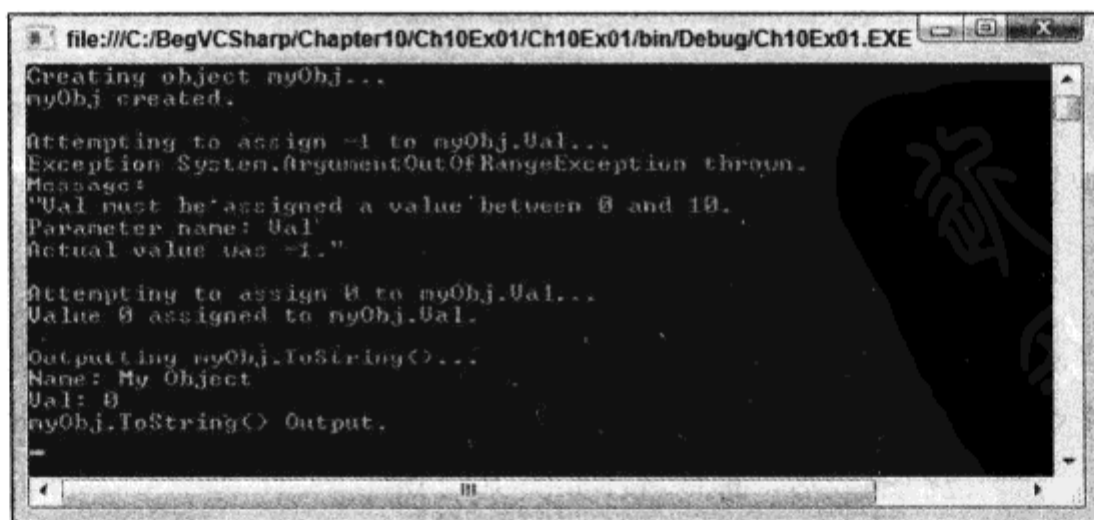 file:///C:/BegVCSharp/Chapter10/Ch10Ex01/Ch10Ex01/bin/Debug/Ch10Ex01.EXE
Creating object myObj...
myObj created.
Attempting to assign -1 to myObj.Val...
Exception System.ArgumentOutOfRangeException thrown.
Message:
"Val must be assigned a value between 0 and 10.
Parameter name: Val
Actual value was -1."
Attempting to assign 0 to myObj.Val...
Value 0 assigned to myObj.Val.
Outputting myObj.ToString()...
Name: My Object
Val: 0
myObj.ToString() Output.